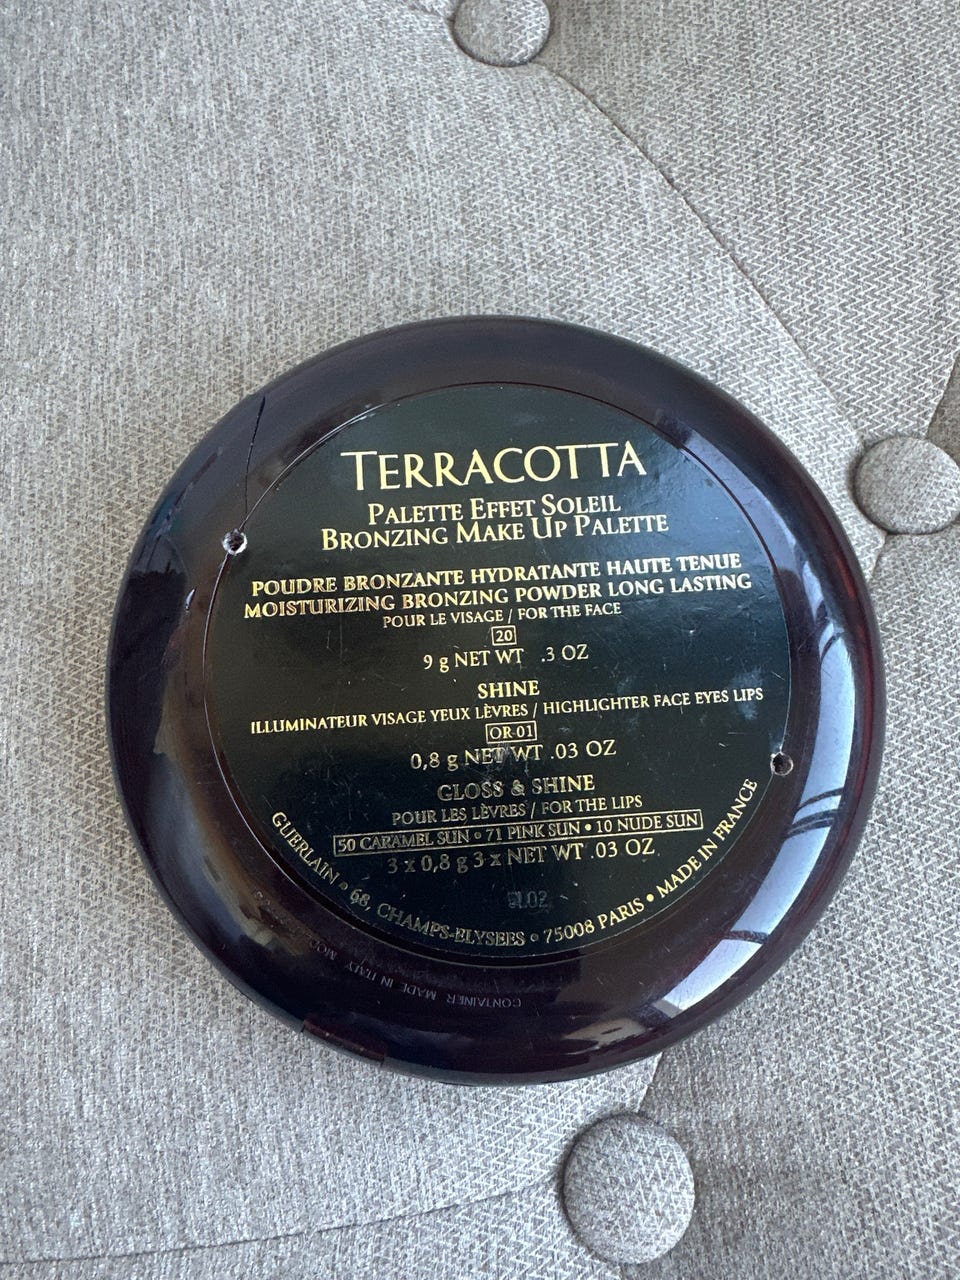 TERRACOTTA
PALETTE EFFET SOLEIL
BRONZING MAKE UP PALETTE
POUDRE BRONZANTE HYDRATANTE HAUTE TENUE
MOISTURIZING BRONZING POWDER LONG LASTING
POUR LE VISAGE / FOR THE FACE
20
9 g NET WT .3 OZ
SHINE
ILLUMINATEUR VISAGE YEUX LÈVRES / HIGHLIGHTER FACE EYES LIPS
OR 01
0,8 g NET WT .03 OZ
GLOSS & SHINE
POUR LES LÈVRES / FOR THE LIPS
50 CARAMEL SUN • 71 PINK SUN • 10 NUDE SUN
3 x 0,8 g 3 x NET WT .03 OZ
GUERLAIN • 68, CHAMPS-ELYSEES • 75008 PARIS • MADE IN FRANCE
CONTAINER MADE IN ITALY